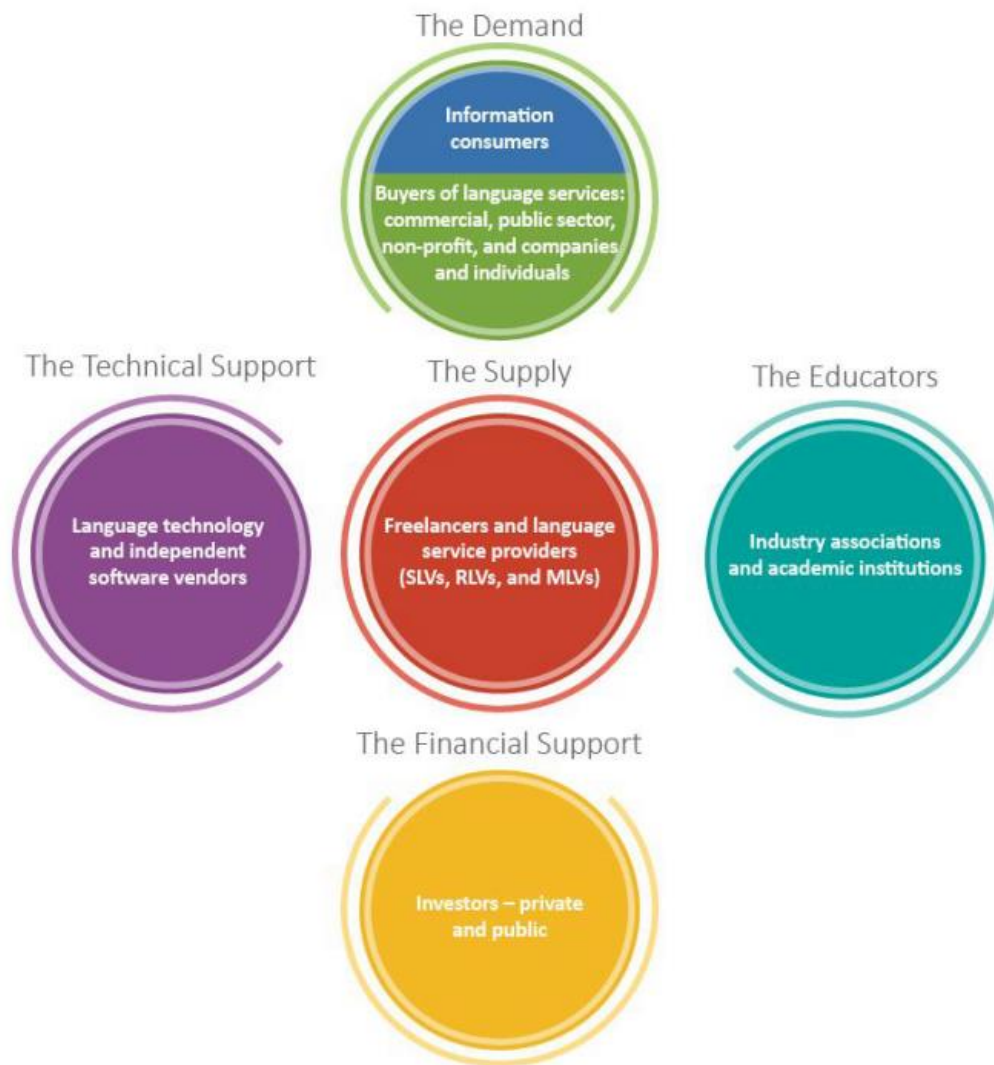 The Demand
Information
consumers
Buyers of language services:
commercial, public sector,
non-profit, and companies
and individuals
The Technical Support
Language technology
and independent
software vendors
The Supply
Freelancers and language
service providers
(SLVs, RLVs, and MLVs)
The Educators
Industry associations
and academic institutions
The Financial Support
Investors – private
and public